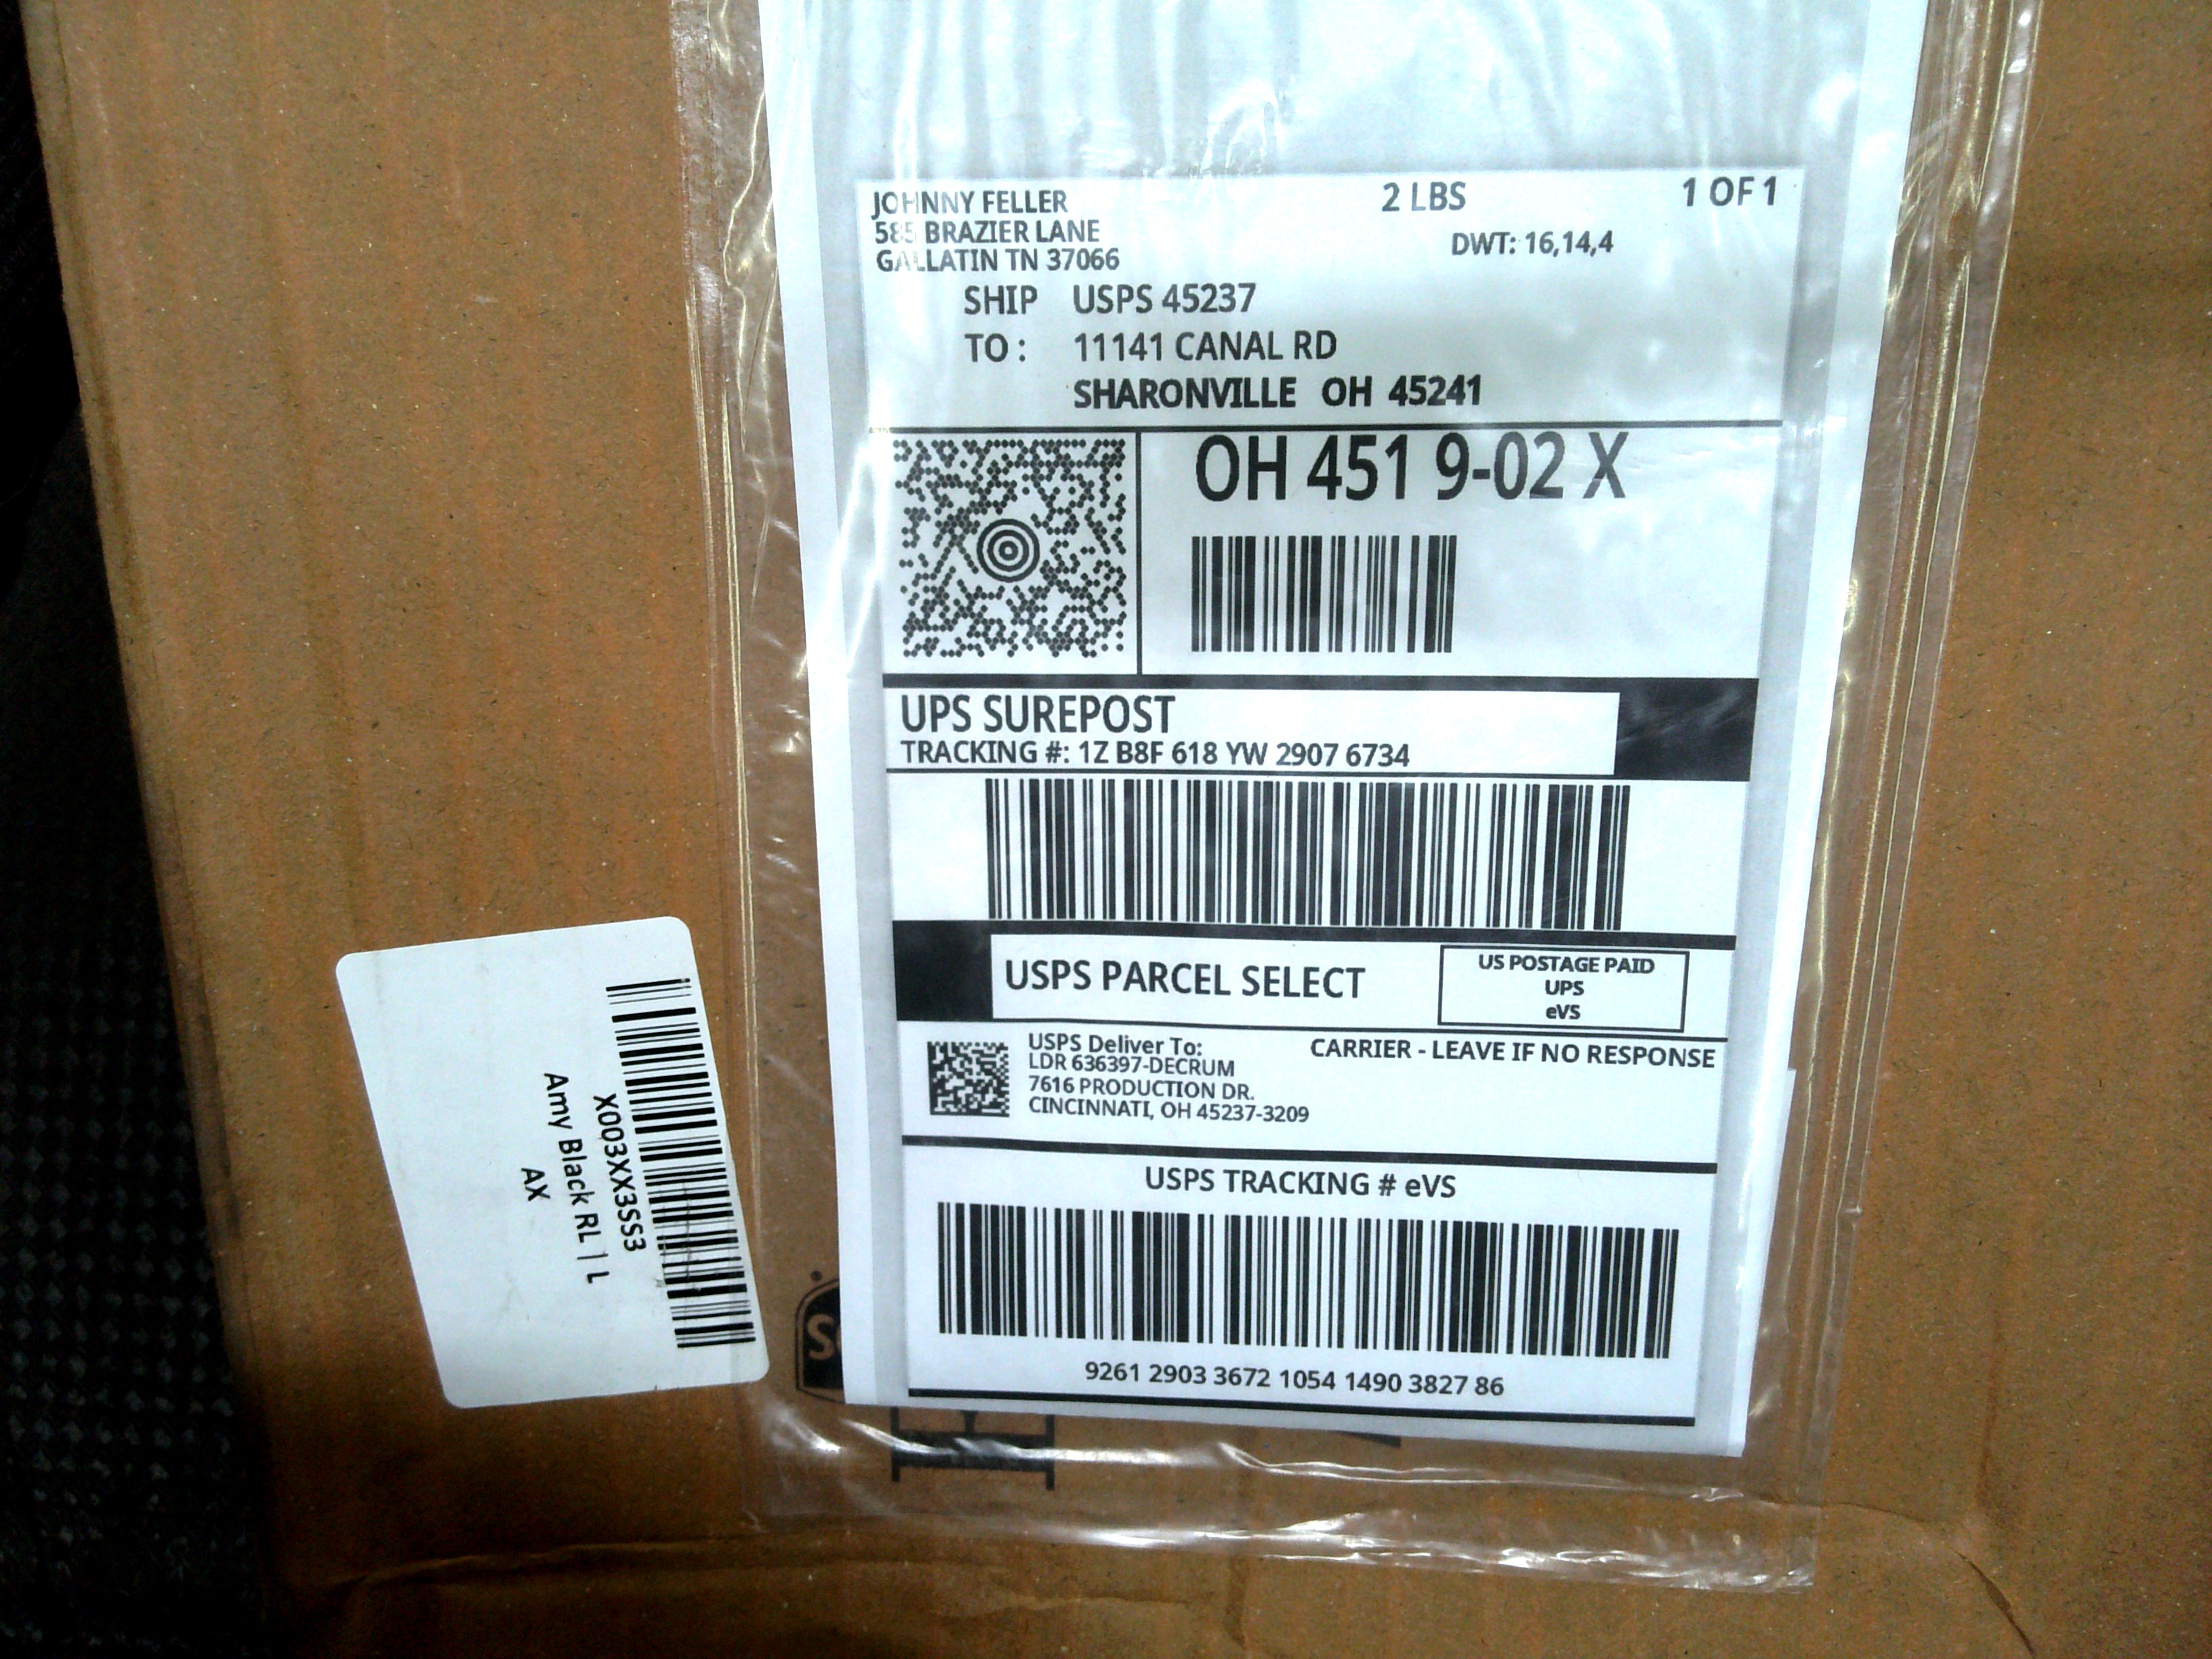 JOHNNY FELLER
585 BRAZIER LANE
GALLATIN TN 37066
2 LBS
1 OF 1
DWT: 16,14,4
SHIP TO :
USPS 45237
11141 CANAL RD
SHARONVILLE OH 45241
OH 451 9-02 X
UPS SUREPOST
TRACKING #: 1Z B8F 618 YW 2907 6734
USPS PARCEL SELECT
US POSTAGE PAID
UPS
eVS
USPS Deliver To:
LDR 636397-DECRUM
7616 PRODUCTION DR.
CINCINNATI, OH 45237-3209
CARRIER - LEAVE IF NO RESPONSE
USPS TRACKING # eVS
9261 2903 3672 1054 1490 3827 86
X003XX3SS3
Amy Black RL | L
AX